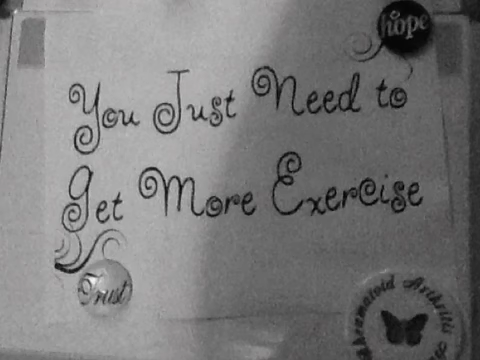 hope
You Just Need to
Get More Exercise
Trust
Rheumatoid Arthritis